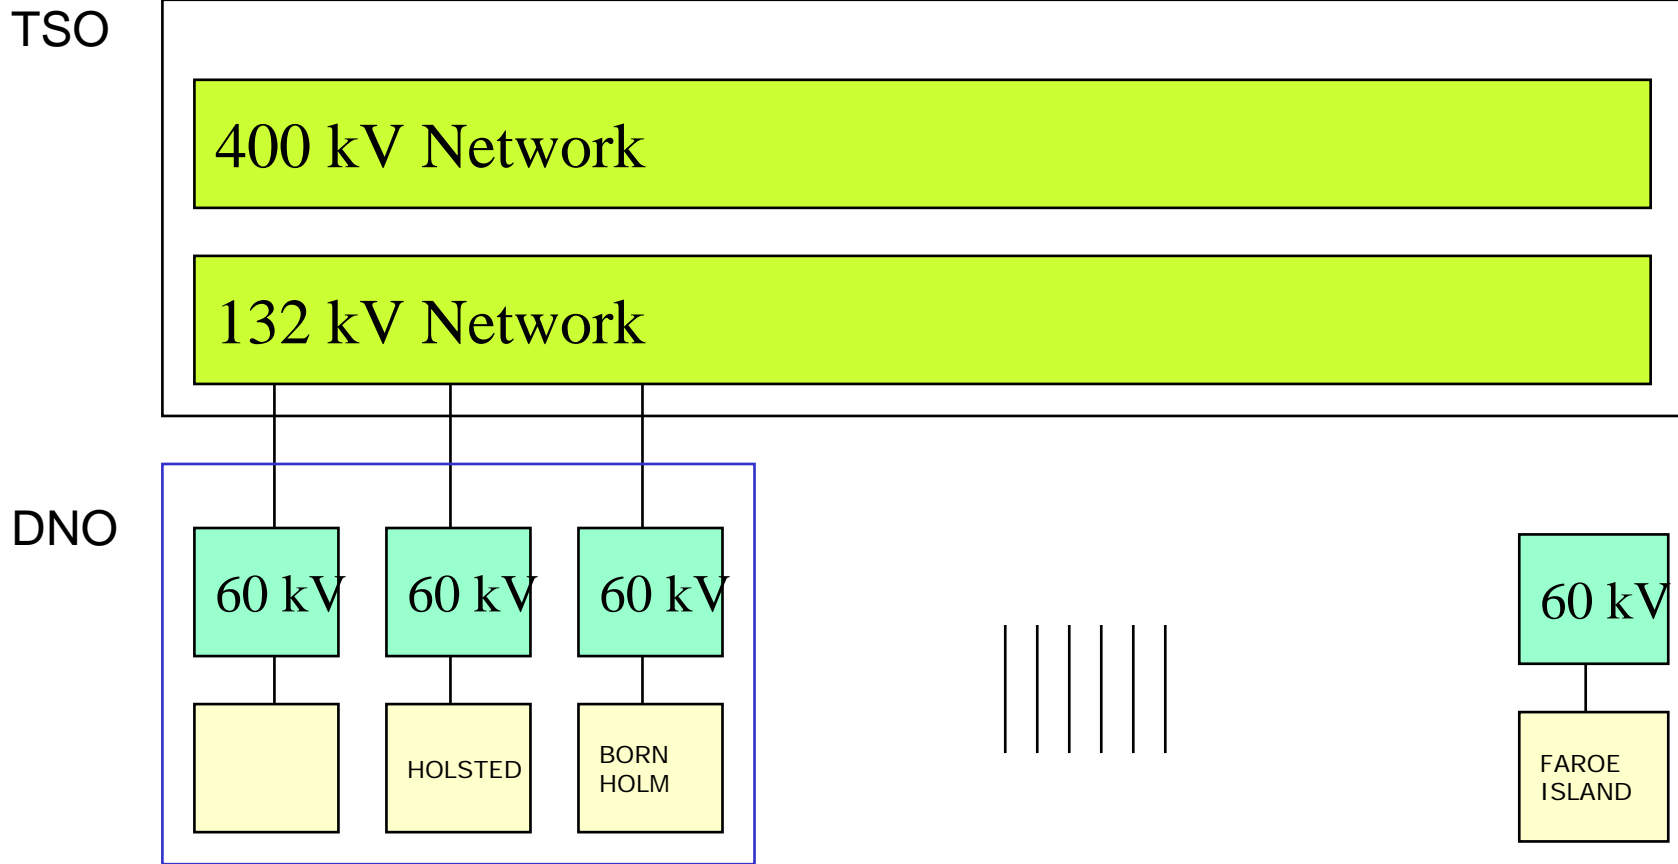 TSO
400 kV Network
132 kV Network
DNO
60 kV
60 kV
60 kV
60 kV
HOLSTED
BORN
HOLM
FAROE
ISLAND